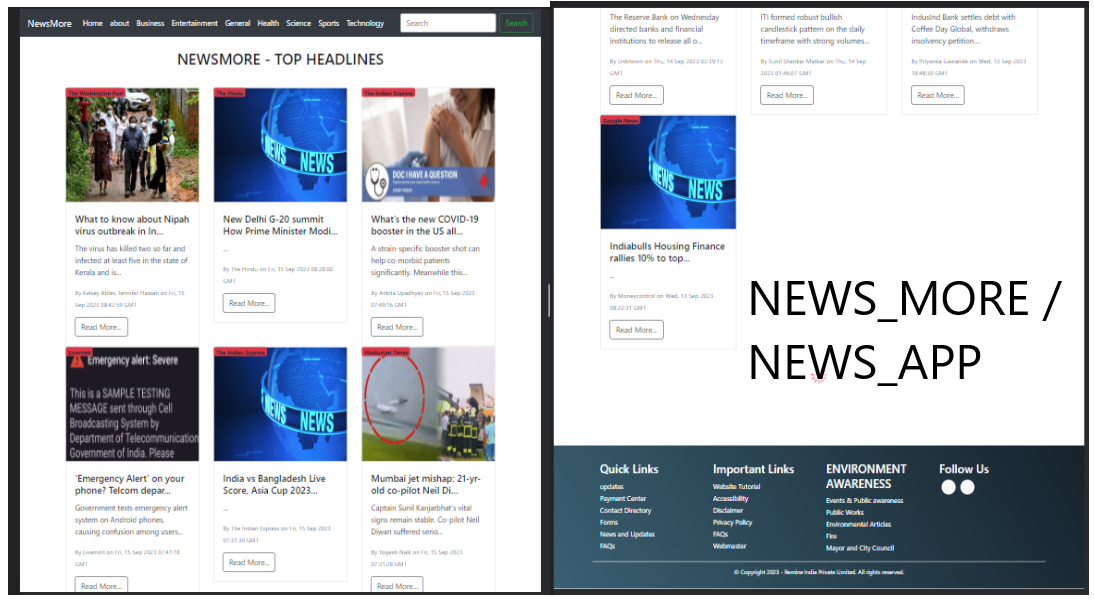 NewsMore Home about Business Entertainment General Health Science Sports Technology Search Search
NEWSMORE - TOP HEADLINES
The Washington Post
What to know about Nipah
virus outbreak in In...
The virus has killed two so far and
infected at least five in the state of
Kerala and is...
By Kelsey Ables, Jennifer Hassan on Fri, 15
Sep 2023 08:42:59 GMT
Read More...
The Hindu
NEWS NEWS
New Delhi G-20 summit
How Prime Minister Modi...
...
By The Hindu on Fri, 15 Sep 2023 08:28:00
GMT
Read More...
The Indian Express
DOC I HAVE A QUESTION
What's the new COVID-19
booster in the US all...
A strain-specific booster shot can
help co-morbid patients
significantly. Meanwhile this...
By Ankita Upadhyay on Fri, 15 Sep 2023
07:49:16 GMT
Read More...
Livemint
Emergency alert: Severe
This is a SAMPLE TESTING
MESSAGE sent through Cell
Broadcasting System by
Department of Telecommunication
Government of India. Please
'Emergency Alert' on your
phone? Telcom depar...
Government tests emergency alert
system on Android phones,
causing confusion among users...
By Livemint on Fri, 15 Sep 2023 07:41:18
GMT
Read More...
The Indian Express
NEWS NEWS
India vs Bangladesh Live
Score, Asia Cup 2023...
...
By The Indian Express on Fri, 15 Sep 2023
07:31:30 GMT
Read More...
Hindustan Times
Mumbai jet mishap: 21-yr-
old co-pilot Neil Di...
Captain Sunil Kanjarbhat's vital
signs remain stable. Co-pilot Neil
Diwan suffered serio...
By Yogesh Naik on Fri, 15 Sep 2023
07:31:28 GMT
Read More...
The Reserve Bank on Wednesday
directed banks and financial
institutions to release all o...
By Unknown on Thu, 14 Sep 2023 02:39:13
GMT
Read More...
ITI formed robust bullish
candlestick pattern on the daily
timeframe with strong volumes...
By Sunil Shankar Matkar on Thu, 14 Sep
2023 01:49:07 GMT
Read More...
IndusInd Bank settles debt with
Coffee Day Global, withdraws
insolvency petition...
By Priyanka Gawande on Wed, 13 Sep 2023
18:48:30 GMT
Read More...
Google News
NEWS NEWS
Indiabulls Housing Finance
rallies 10% to top...
...
By Moneycontrol on Wed, 13 Sep 2023
08:22:31 GMT
Read More...
NEWS_MORE /
NEWS_APP
Quick Links
updates
Payment Center
Contact Directory
Forms
News and Updates
FAQs
Important Links
Website Tutorial
Accessibility
Disclaimer
Privacy Policy
FAQs
Webmaster
ENVIRONMENT
AWARENESS
Events & Public awareness
Public Works
Environmental Articles
Fire
Mayor and City Council
Follow Us
© Copyright 2023 - Remine India Private Limited. All rights reserved.